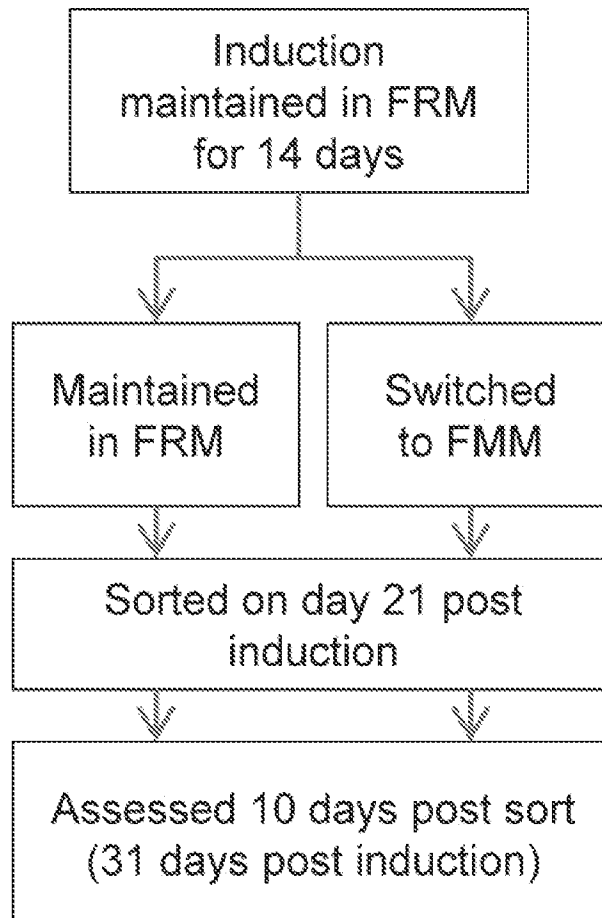 Induction
maintained in FRM
for 14 days
Maintained
in FRM
Switched
to FMM
Sorted on day 21 post
induction
Assessed 10 days post sort
(31 days post induction)